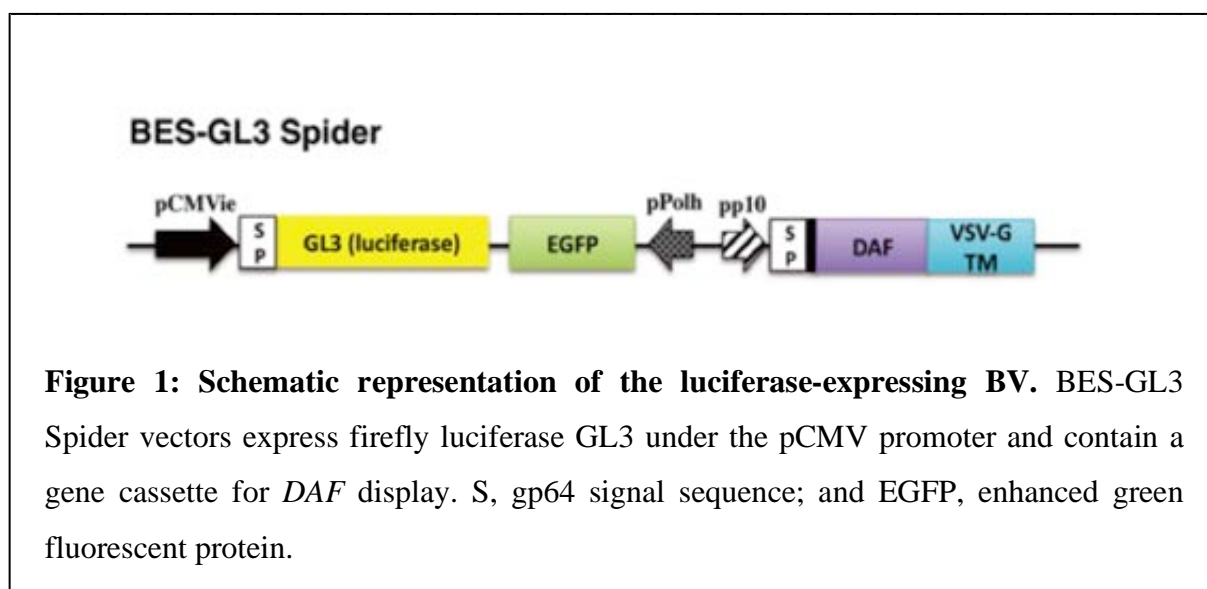 BES-GL3 Spider
pCMVie
pPolh
pp10
S
P
GL3 (luciferase)
EGFP
S
P
DAF
VSV-G
TM
Figure 1: Schematic representation of the luciferase-expressing BV. BES-GL3
Spider vectors express firefly luciferase GL3 under the pCMV promoter and contain a
gene cassette for DAF display. S, gp64 signal sequence; and EGFP, enhanced green
fluorescent protein.